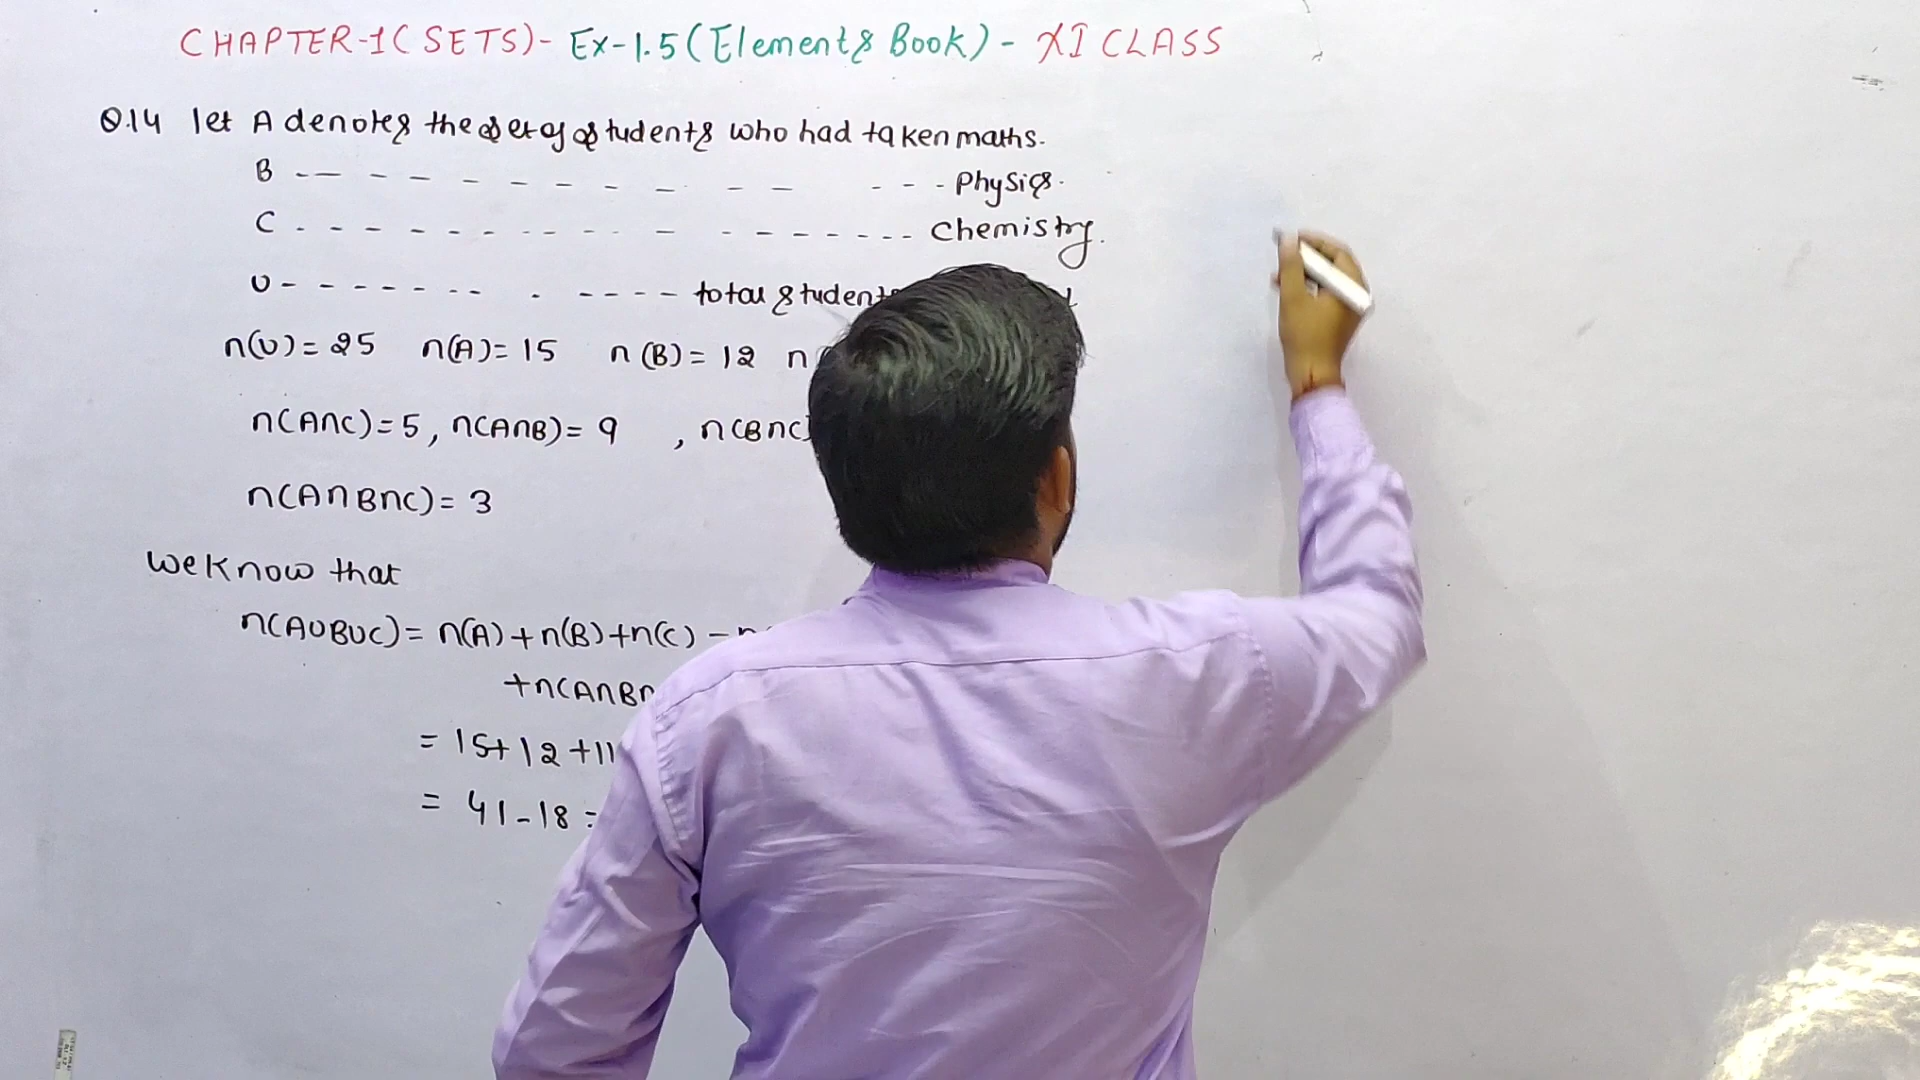 CHAPTER-1(SETS)- Ex-1.5(Elements Book)- XI CLASS
Q.14 let A denotes the set of students who had taken maths.
B - - - - - - - - - - - - - - Physics.
C - - - - - - - - - - - - - - - - - Chemistry.
U - - - - - - - - - - - - - total students
n(U)= 25 n(A)= 15 n(B)= 12 n
n(A∩C)=5, n(A∩B)= 9 , n(B∩C)
n(A∩B∩C)= 3
We know that
n(A∪B∪C)= n(A)+n(B)+n(C) - n
+n(A∩B∩
= 15+12+11
= 41-18 =